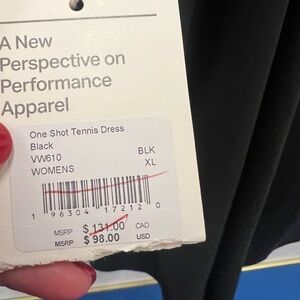 A New
Perspective on
Performance
Apparel
One Shot Tennis Dress
Black
VW610 BLK
WOMENS XL
1 96304 17212 0
MSRP $ 131.00 CAD
MSRP $ 98.00 USD